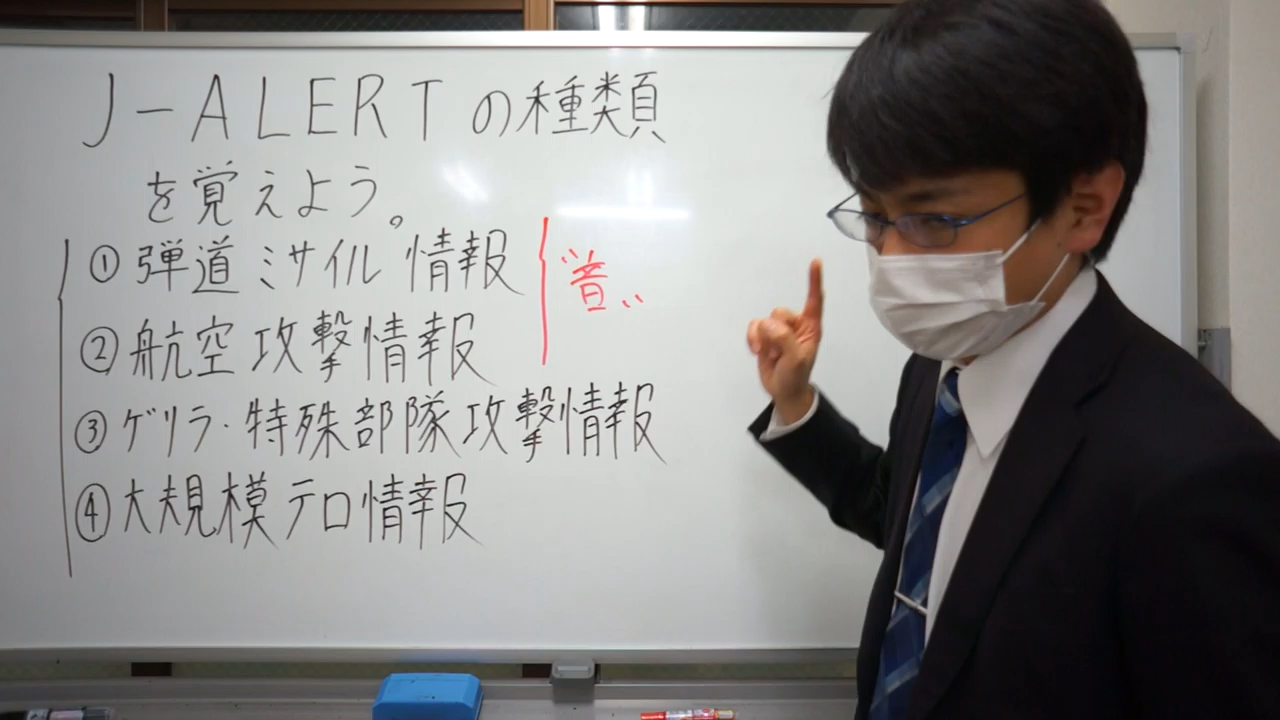 J-ALERTの種類
を覚えよう。
①弾道ミサイル情報
②航空攻撃情報
〝音〟
③ゲリラ・特殊部隊攻撃情報
④大規模テロ情報